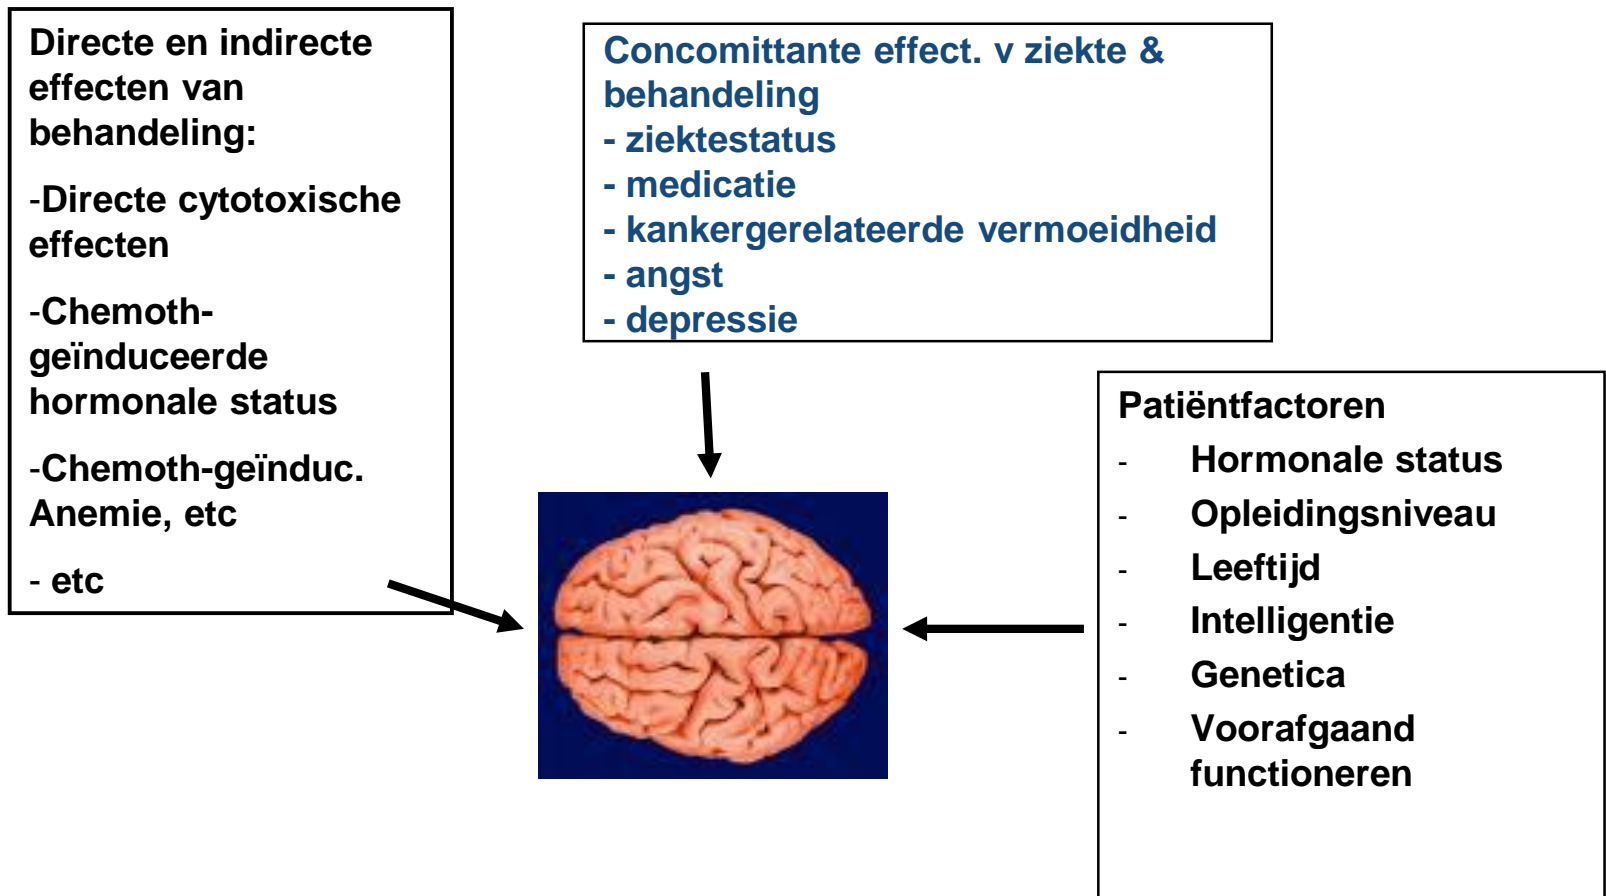 Directe en indirecte
effecten van
behandeling:
-Directe cytotoxische
effecten
-Chemoth-
geïnduceerde
hormonale status
-Chemoth-geïnduc.
Anemie, etc
- etc
Concomittante effect. v ziekte &
behandeling
- ziektestatus
- medicatie
- kankergerelateerde vermoeidheid
- angst
- depressie
Patiëntfactoren
- Hormonale status
- Opleidingsniveau
- Leeftijd
- Intelligentie
- Genetica
- Voorafgaand
functioneren